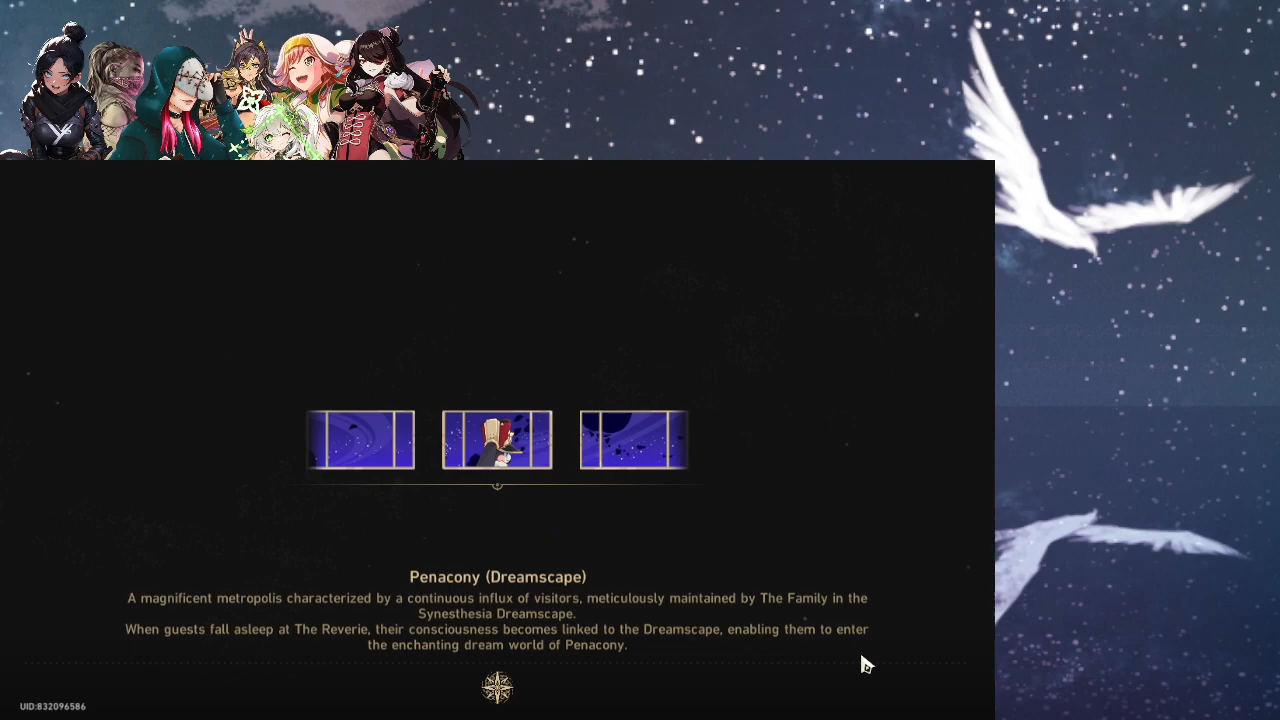 Penacony (Dreamscape)
A magnificent metropolis characterized by a continuous influx of visitors, meticulously maintained by The Family in the
Synesthesia Dreamscape.
When guests fall asleep at The Reverie, their consciousness becomes linked to the Dreamscape, enabling them to enter
the enchanting dream world of Penacony.
UID:832096586